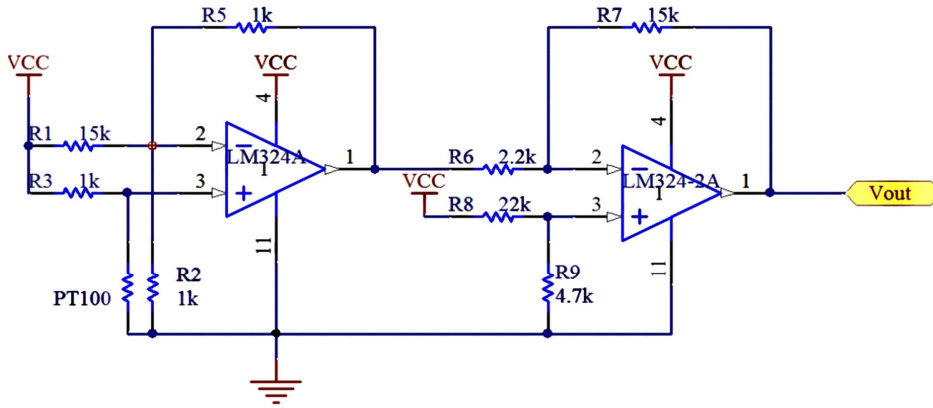 R5 1k
R7 15k
VCC
VCC
VCC
4
4
R1 15k
2
LM324A
1
1
R3 1k
3
R6 2.2k
2
LM324-2A
1
1
Vout
VCC
R8 22k
3
11
11
PT100
R2
1k
R9
4.7k